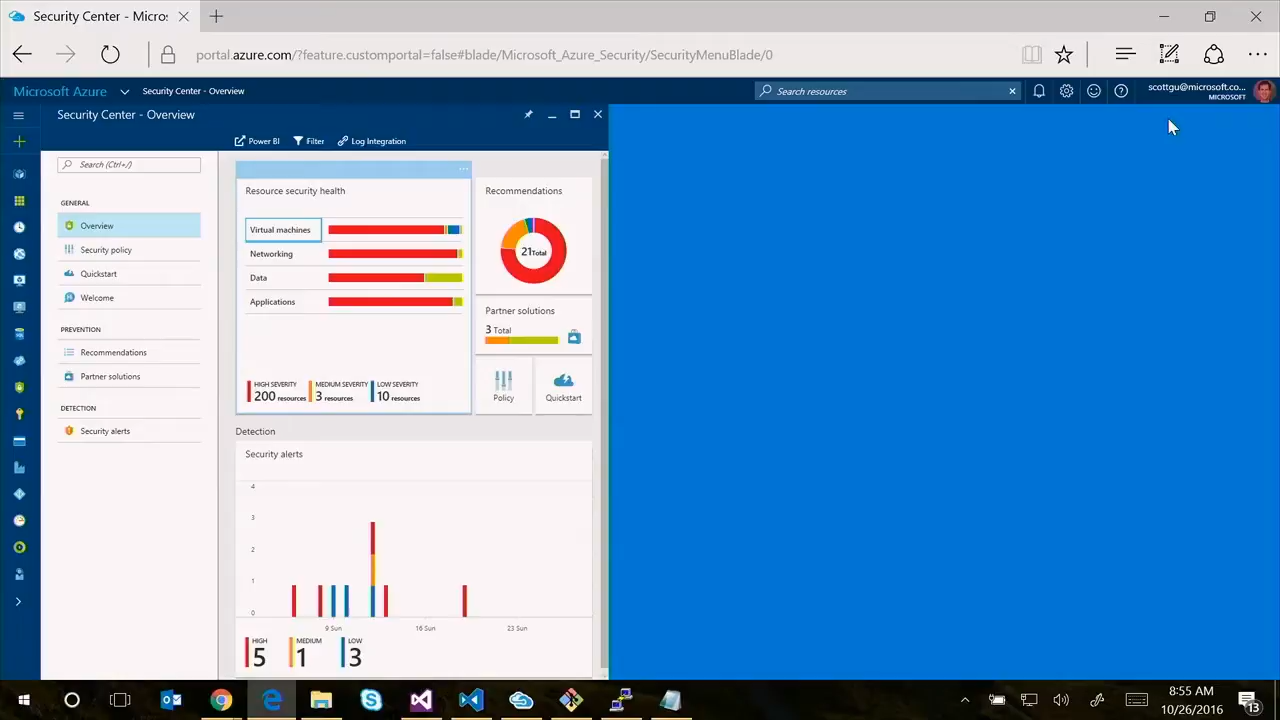 Security Center - Micros
portal.azure.com/?feature.customportal=false#blade/Microsoft_Azure_Security/SecurityMenuBlade/0
Microsoft Azure
Security Center - Overview
Search resources
scottgu@microsoft.co...
MICROSOFT
Security Center - Overview
Power BI
Filter
Log Integration
Search (Ctrl+/)
GENERAL
Overview
Security policy
Quickstart
Welcome
PREVENTION
Recommendations
Partner solutions
DETECTION
Security alerts
Resource security health
Virtual machines
Networking
Data
Applications
HIGH SEVERITY
200 resources
MEDIUM SEVERITY
3 resources
LOW SEVERITY
10 resources
Recommendations
21Total
Partner solutions
3 Total
Policy
Quickstart
Detection
Security alerts
4
3
2
1
0
9 Sun
16 Sun
23 Sun
HIGH
5
MEDIUM
1
LOW
3
8:55 AM
10/26/2016
13